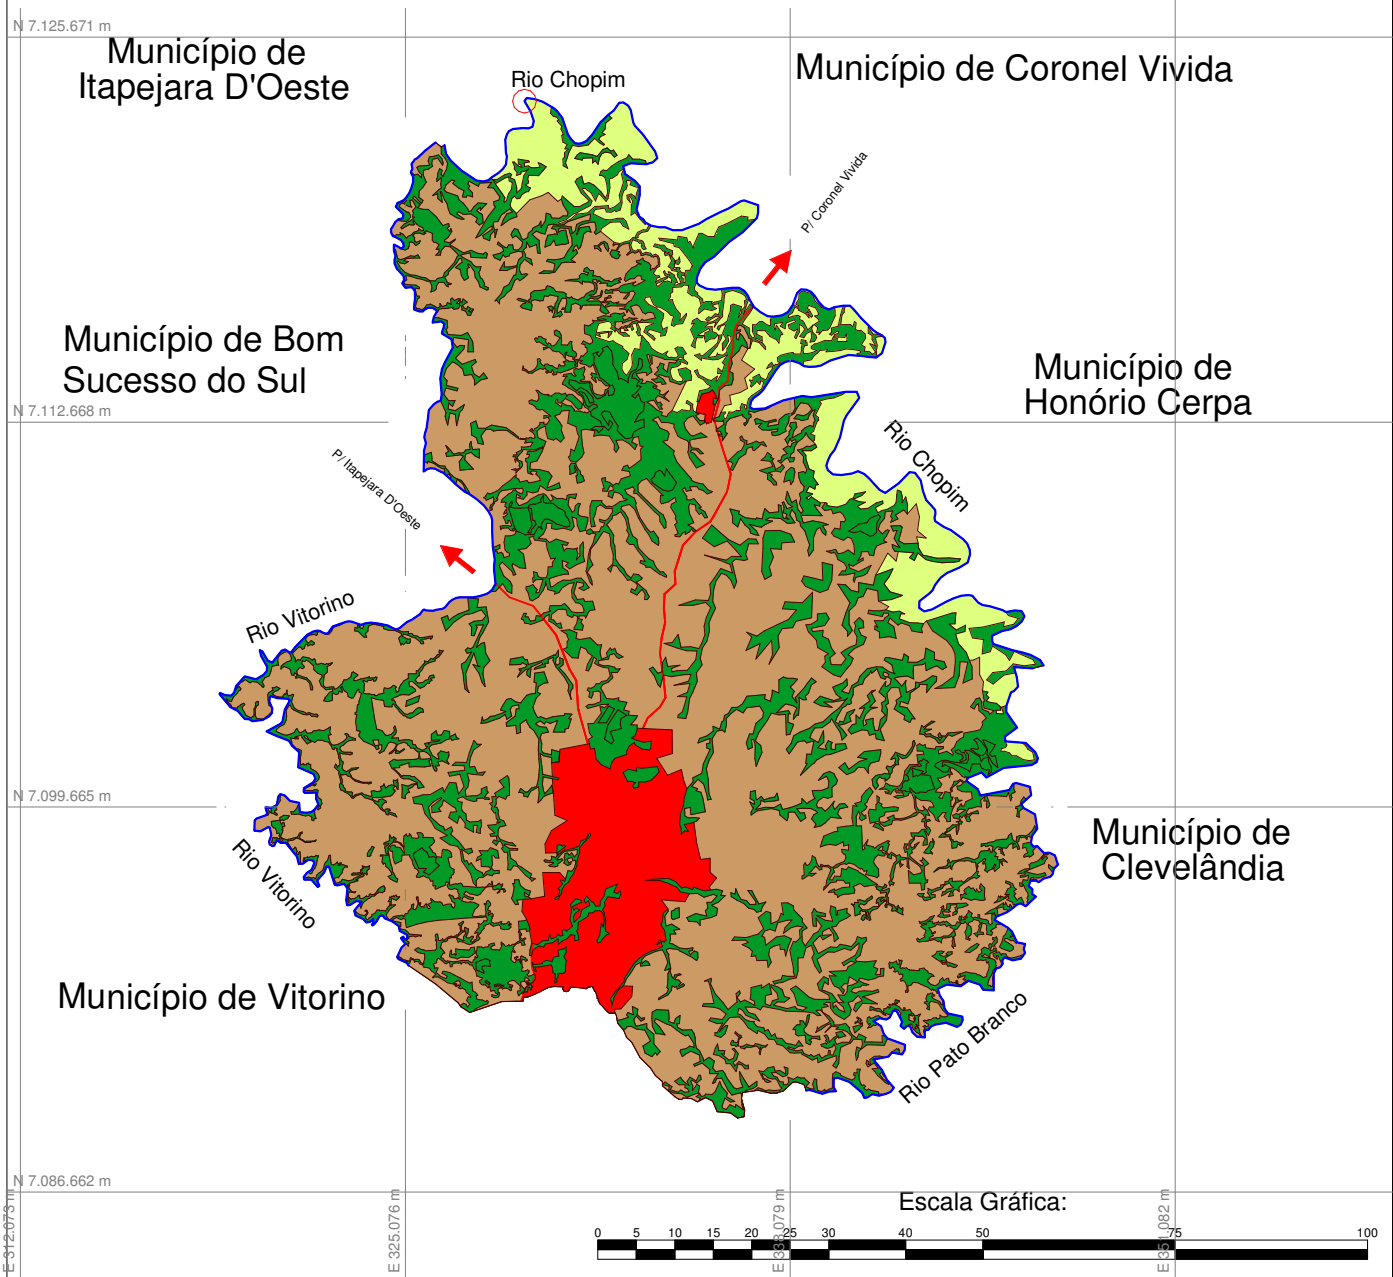 N 7.125.671 m
Município de
Itapejara D'Oeste
Rio Chopim
Município de Coronel Vivida
P/ Coronel Vivida
Município de Bom
Sucesso do Sul
Município de
Honório Cerpa
N 7.112.668 m
Rio Chopim
P/ Itapejara D'Oeste
Rio Vitorino
N 7.099.665 m
Município de
Clevelândia
Rio Vitorino
Município de Vitorino
Rio Pato Branco
N 7.086.662 m
E 312.073 m
E 325.076 m
E 338.079 m
E 351.082 m
Escala Gráfica:
0 5 10 15 20 25 30 40 50 75 100